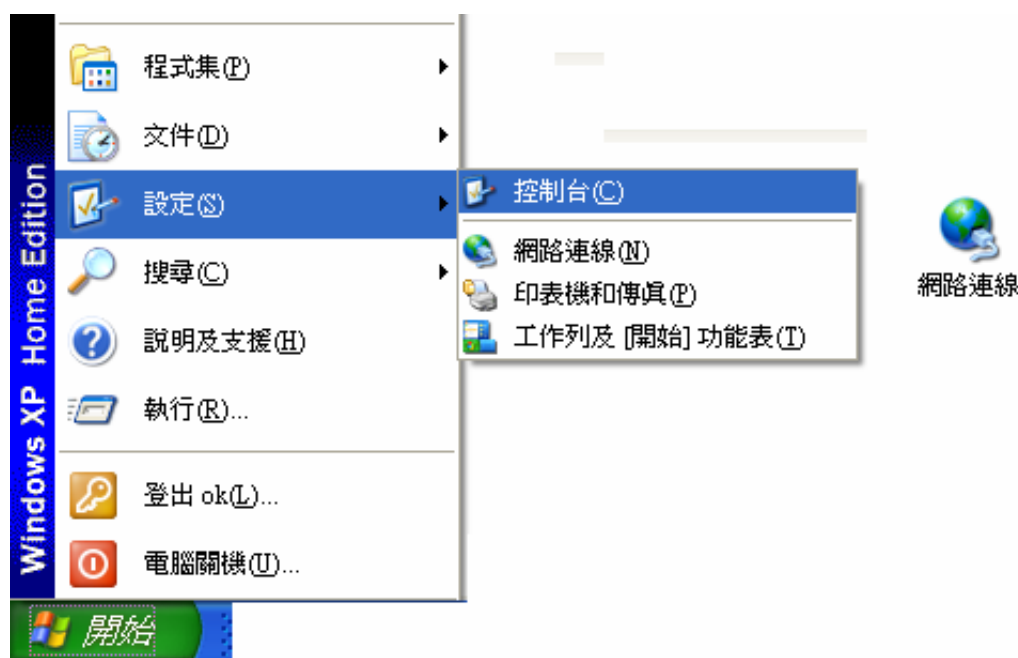 程式集(P)
文件(D)
設定(S)
搜尋(C)
說明及支援(H)
執行(R)...
登出 ok(L)...
電腦關機(U)...
Windows XP Home Edition
開始
控制台(C)
網路連線(N)
印表機和傳真(P)
工作列及 [開始] 功能表(T)
網路連線